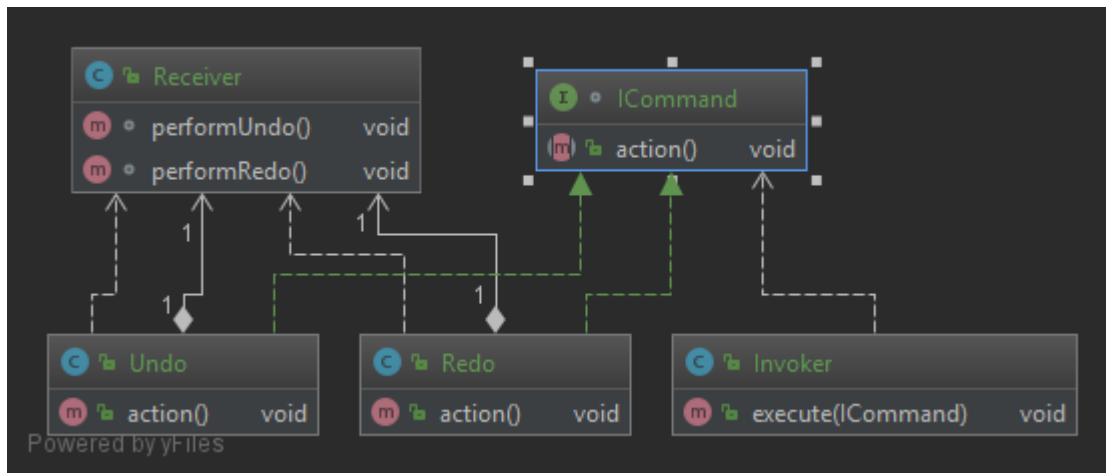 C Receiver
m performUndo() void
m performRedo() void
I ICommand
m action() void
1
1
1
1
C Undo
m action() void
C Redo
m action() void
C Invoker
m execute(ICommand) void
Powered by yFiles